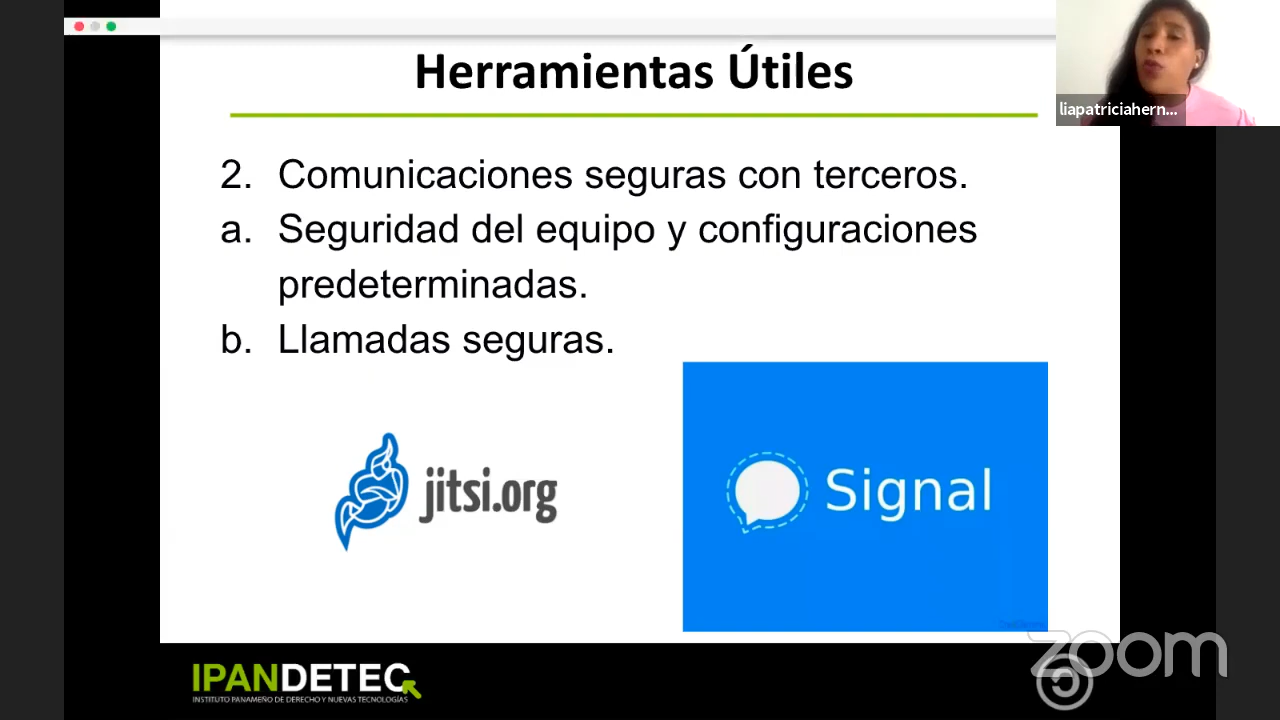 Herramientas Útiles
liapatriciahern...
2. Comunicaciones seguras con terceros.
a. Seguridad del equipo y configuraciones
predeterminadas.
b. Llamadas seguras.
jitsi.org
Signal
IPANDETEC
INSTITUTO PANAMEÑO DE DERECHO Y NUEVAS TECNOLOGÍAS
zoom